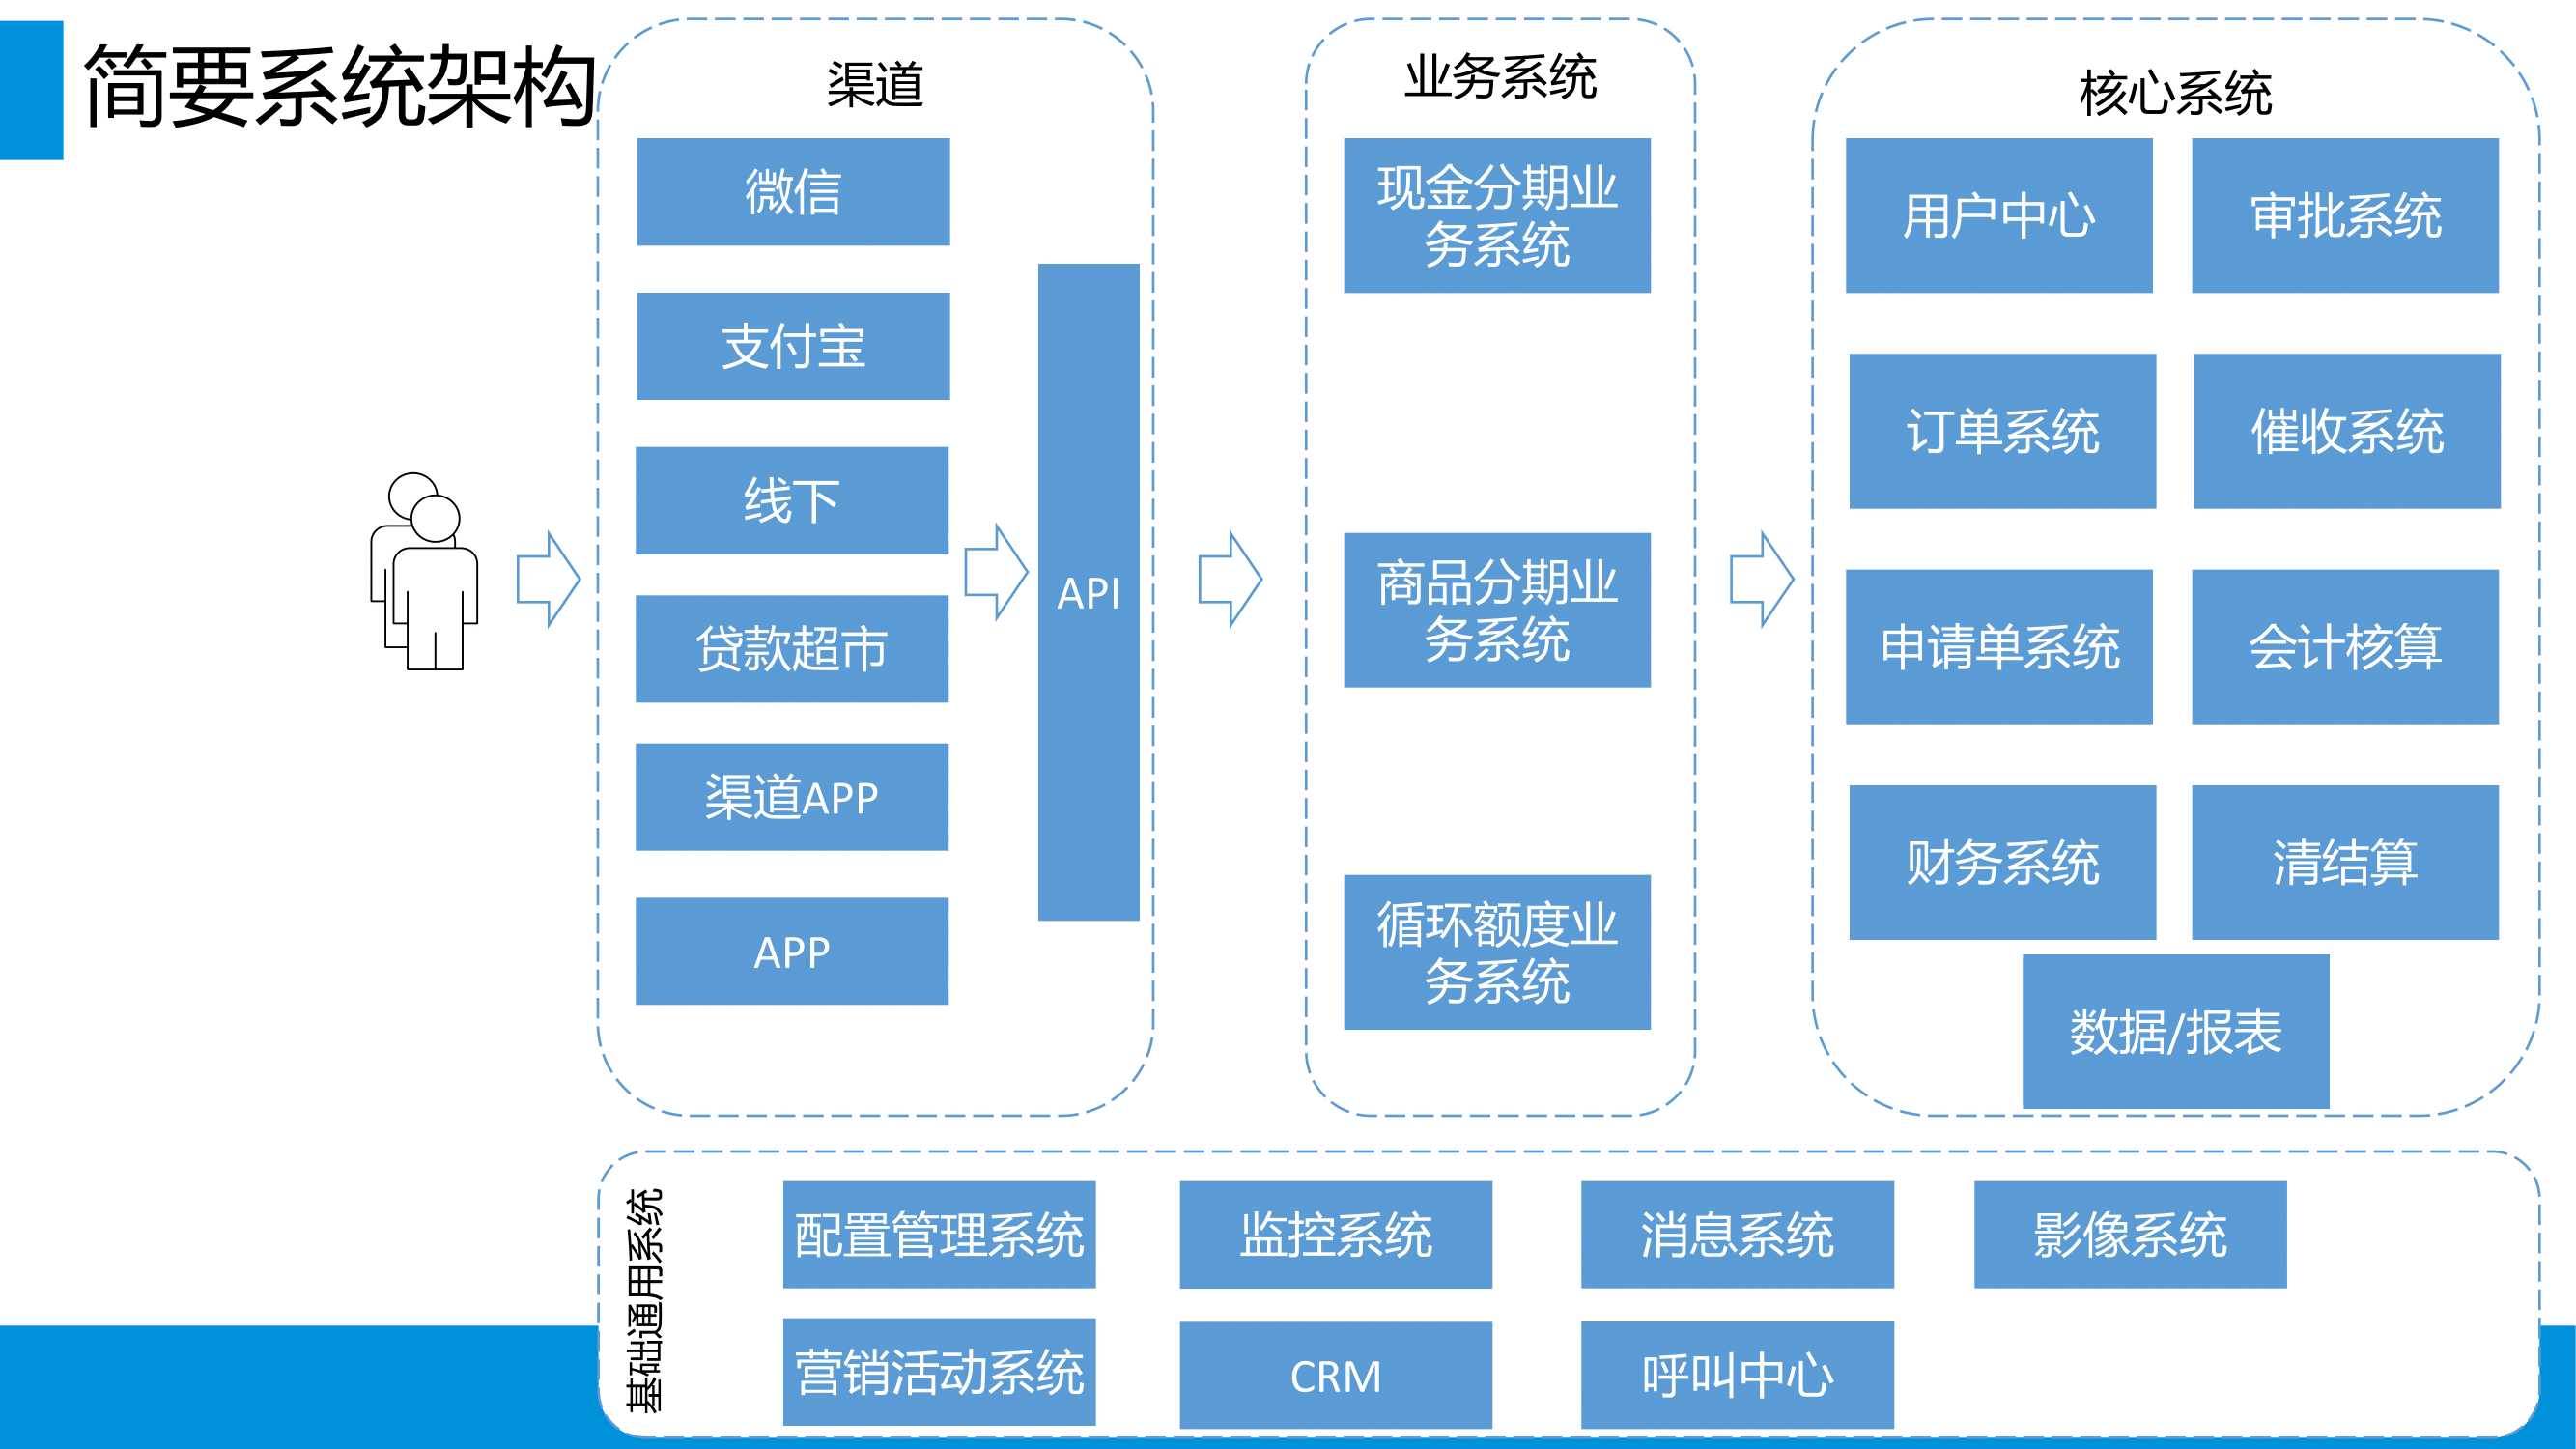 简要系统架构
渠道
微信
支付宝
线下
贷款超市
渠道APP
APP
API
业务系统
现金分期业
务系统
商品分期业
务系统
循环额度业
务系统
核心系统
用户中心
审批系统
订单系统
催收系统
申请单系统
会计核算
财务系统
清结算
数据/报表
基础通用系统
配置管理系统
监控系统
消息系统
影像系统
营销活动系统
CRM
呼叫中心